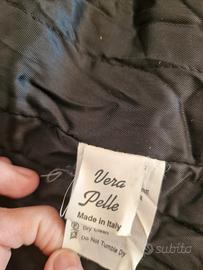 Vera
Pelle
Made in Italy
Dry Clean
Do Not Tumble Dry
subito